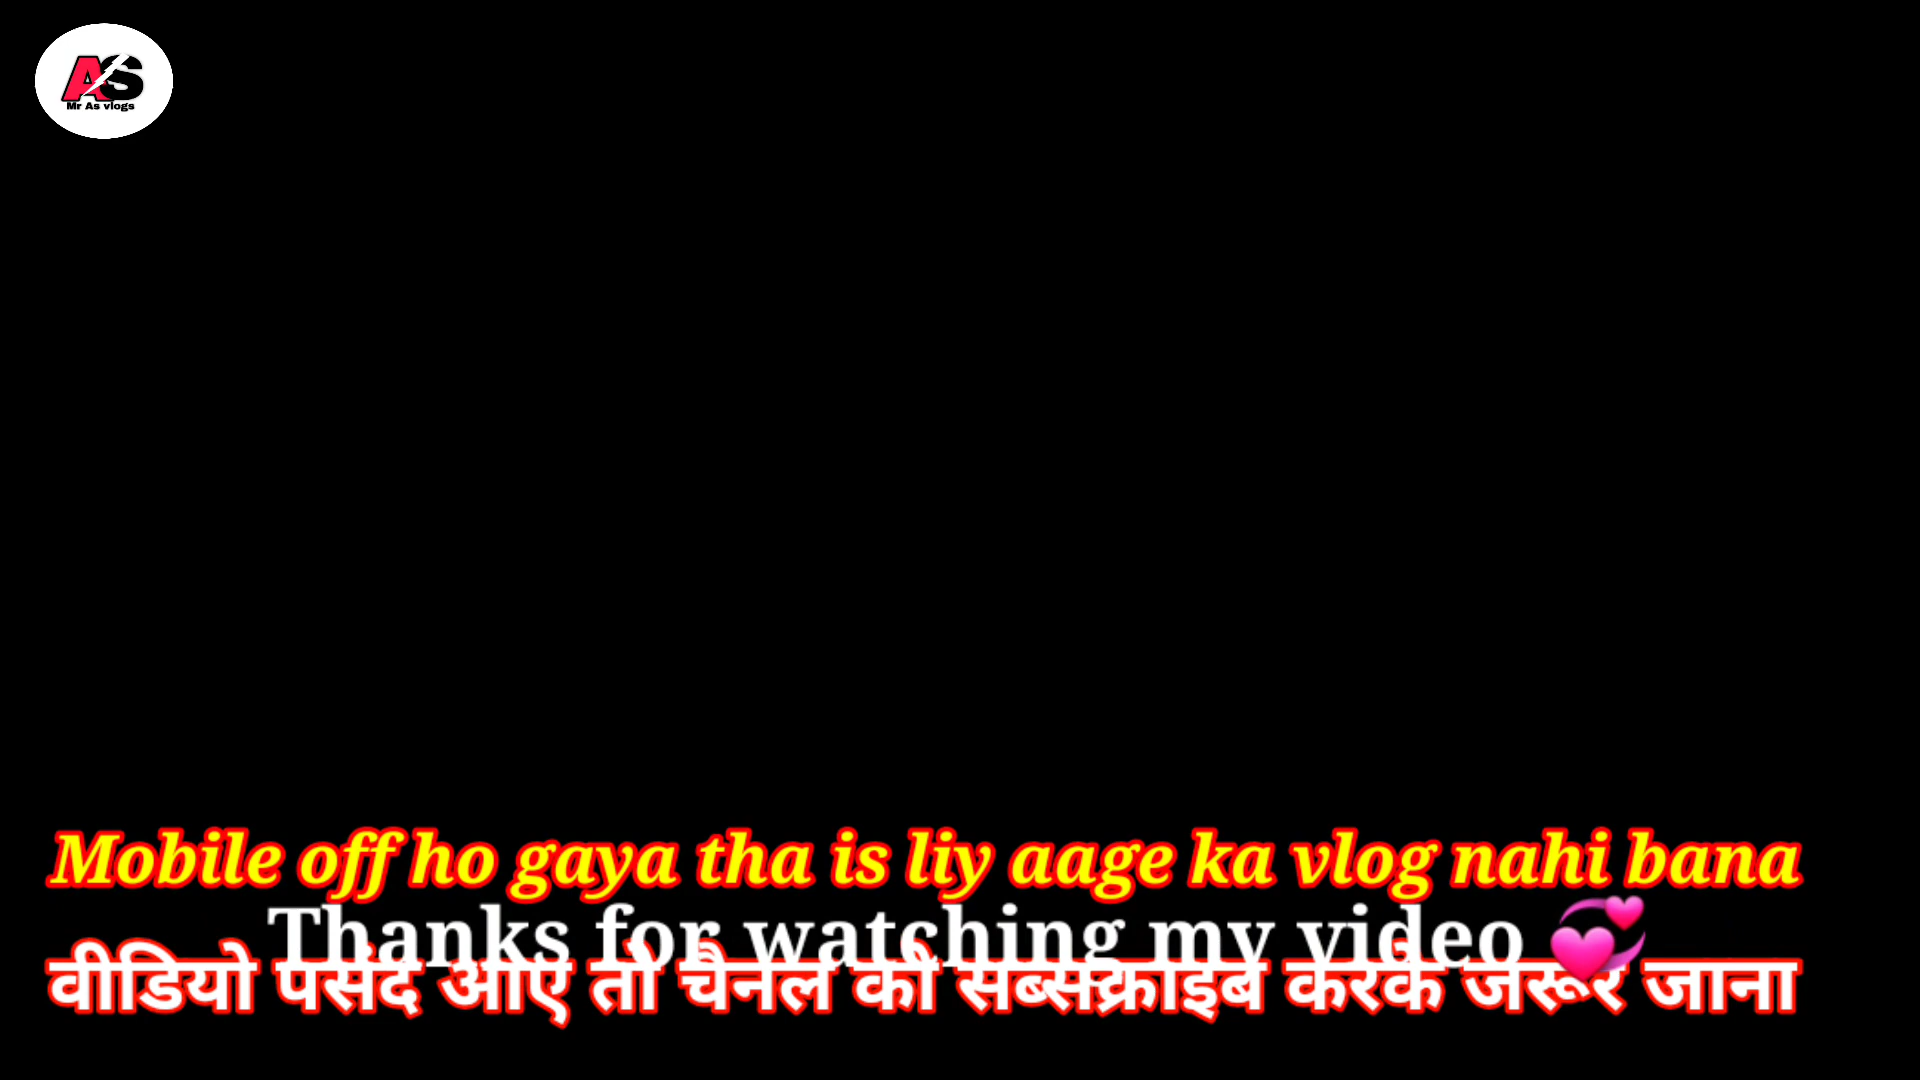 AS
Mr As vlogs
Mobile off ho gaya tha is liy aage ka vlog nahi bana
Thanks for watching my video 💞
वीडियो पसंद आए तो चैनल को सब्सक्राइब करके जरूर जाना